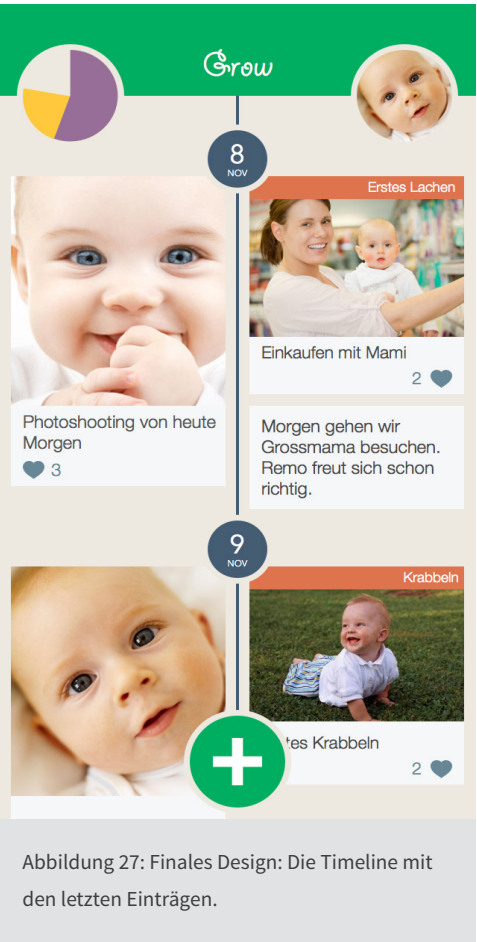 Grow
8
NOV
Photoshooting von heute
Morgen
3
Erstes Lachen
Einkaufen mit Mami
2
Morgen gehen wir
Grossmama besuchen.
Remo freut sich schon
richtig.
9
NOV
Krabbeln
tes Krabbeln
2
Abbildung 27: Finales Design: Die Timeline mit
den letzten Einträgen.